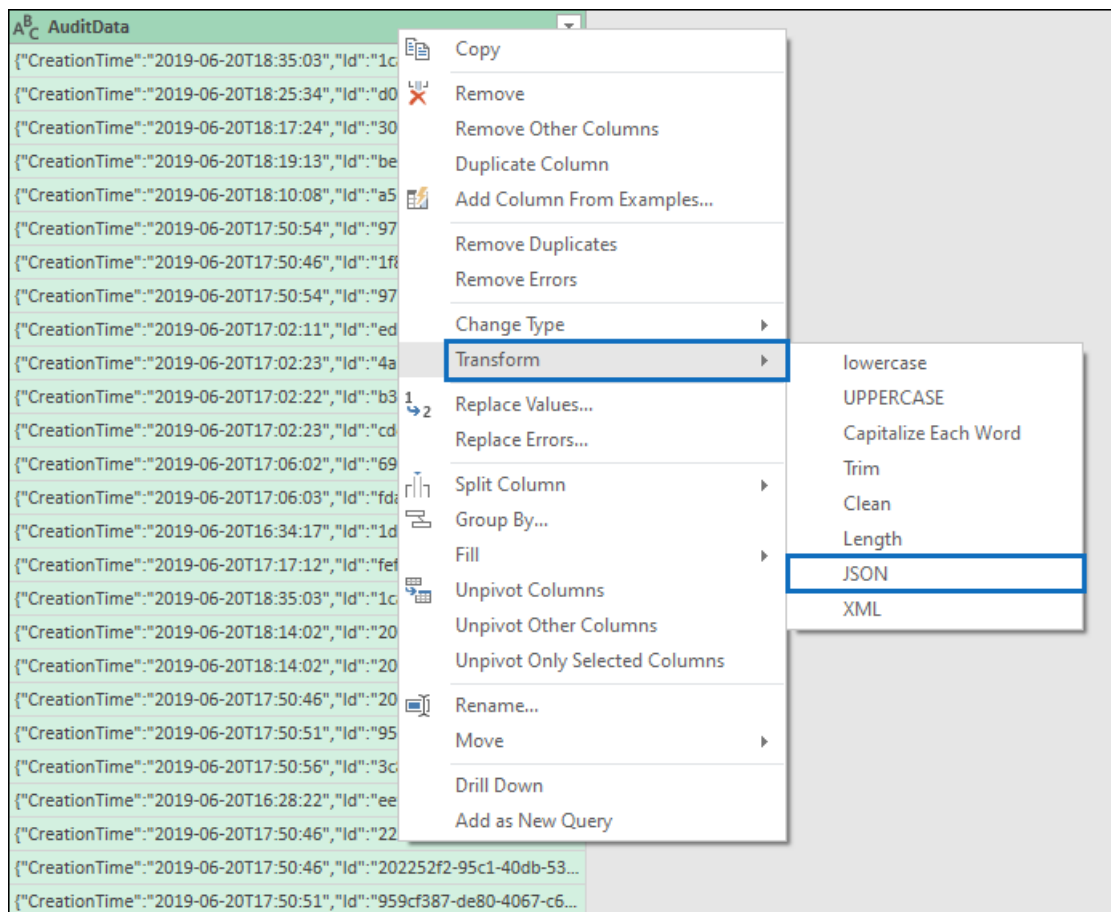 ABC AuditData
{"CreationTime":"2019-06-20T18:35:03","Id":"1c
{"CreationTime":"2019-06-20T18:25:34","Id":"d0
{"CreationTime":"2019-06-20T18:17:24","Id":"30
{"CreationTime":"2019-06-20T18:19:13","Id":"be
{"CreationTime":"2019-06-20T18:10:08","Id":"a5
{"CreationTime":"2019-06-20T17:50:54","Id":"97
{"CreationTime":"2019-06-20T17:50:46","Id":"1f8
{"CreationTime":"2019-06-20T17:50:54","Id":"97
{"CreationTime":"2019-06-20T17:02:11","Id":"ed
{"CreationTime":"2019-06-20T17:02:23","Id":"4a
{"CreationTime":"2019-06-20T17:02:22","Id":"b3
{"CreationTime":"2019-06-20T17:02:23","Id":"cd
{"CreationTime":"2019-06-20T17:06:02","Id":"69
{"CreationTime":"2019-06-20T17:06:03","Id":"fda
{"CreationTime":"2019-06-20T16:34:17","Id":"1d
{"CreationTime":"2019-06-20T17:17:12","Id":"fef
{"CreationTime":"2019-06-20T18:35:03","Id":"1c
{"CreationTime":"2019-06-20T18:14:02","Id":"20
{"CreationTime":"2019-06-20T18:14:02","Id":"20
{"CreationTime":"2019-06-20T17:50:46","Id":"20
{"CreationTime":"2019-06-20T17:50:51","Id":"95
{"CreationTime":"2019-06-20T17:50:56","Id":"3c
{"CreationTime":"2019-06-20T16:28:22","Id":"ee
{"CreationTime":"2019-06-20T17:50:46","Id":"22
{"CreationTime":"2019-06-20T17:50:46","Id":"202252f2-95c1-40db-53...
{"CreationTime":"2019-06-20T17:50:51","Id":"959cf387-de80-4067-c6...
Copy
Remove
Remove Other Columns
Duplicate Column
Add Column From Examples...
Remove Duplicates
Remove Errors
Change Type
Transform
1 2 Replace Values...
Replace Errors...
Split Column
Group By...
Fill
Unpivot Columns
Unpivot Other Columns
Unpivot Only Selected Columns
Rename...
Move
Drill Down
Add as New Query
lowercase
UPPERCASE
Capitalize Each Word
Trim
Clean
Length
JSON
XML